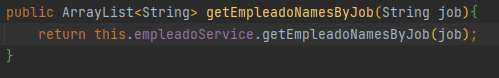 public ArrayList<String> getEmpleadoNamesByJob(String job){
return this.empleadoService.getEmpleadoNamesByJob(job);
}